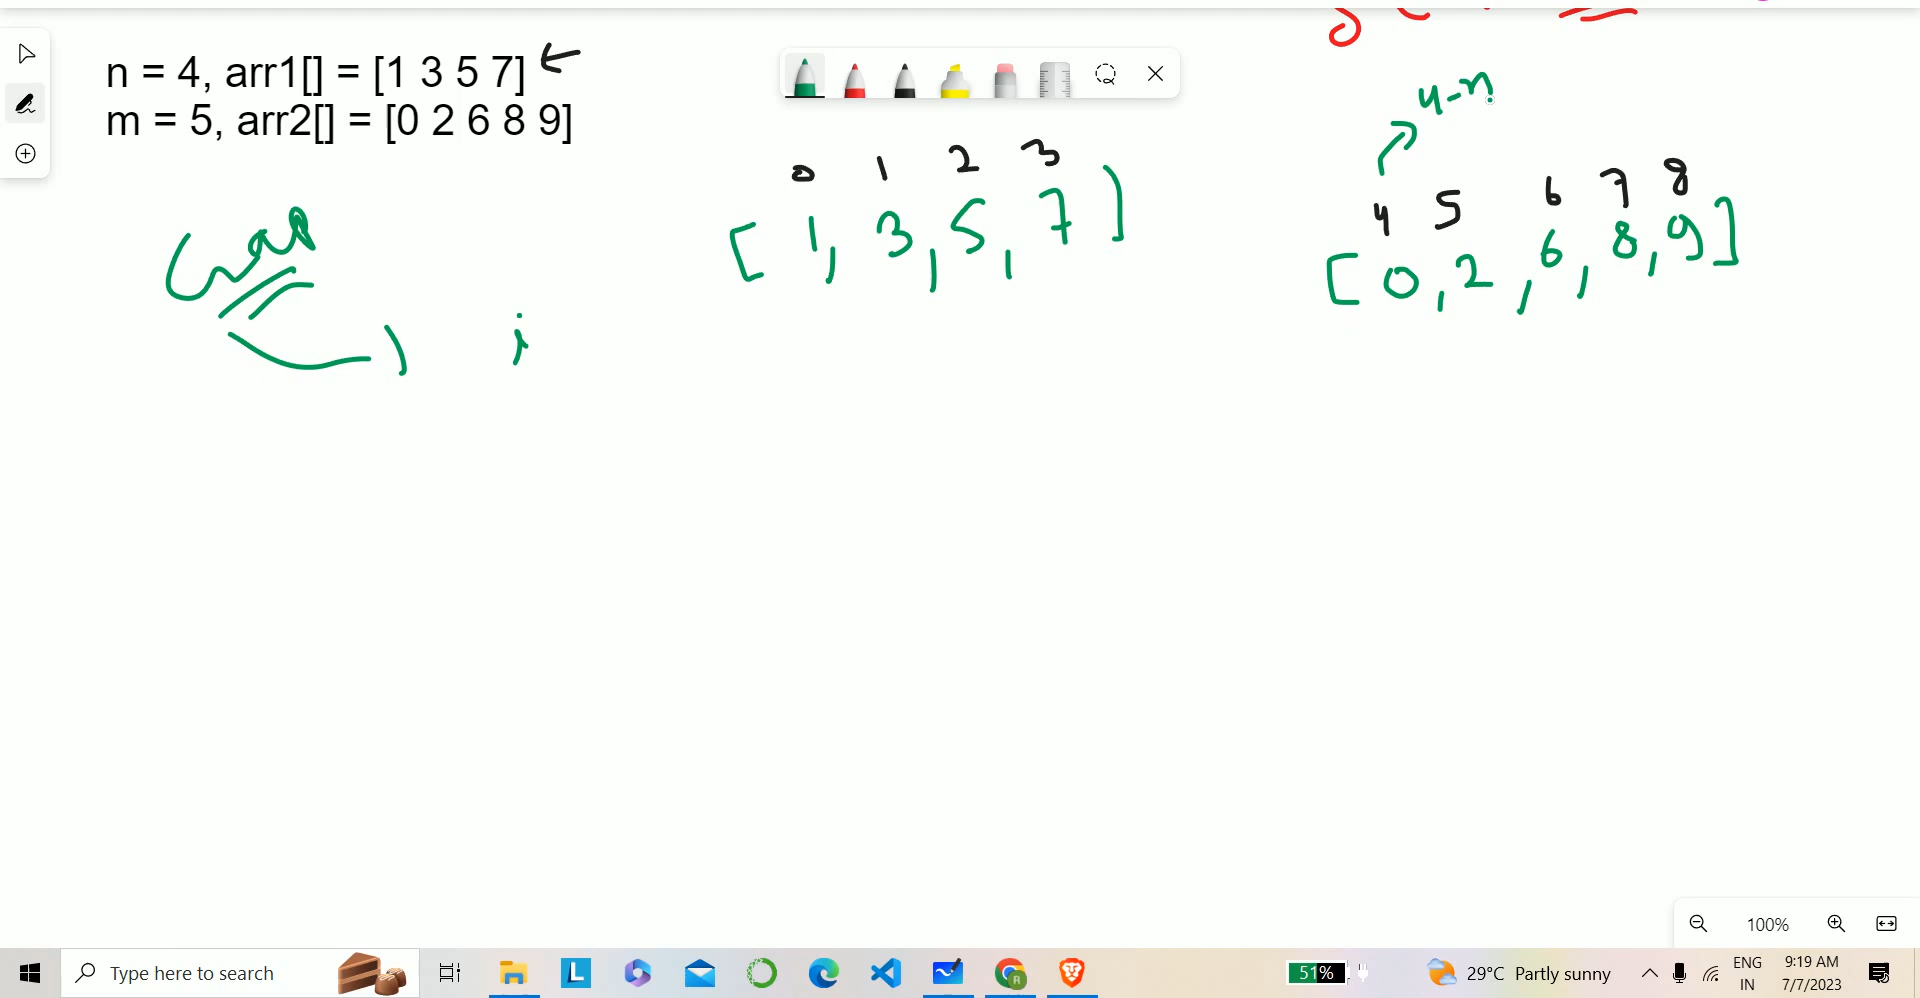 n = 4, arr1[] = [1 3 5 7]
m = 5, arr2[] = [0 2 6 8 9]
0 1 2 3
[ 1, 3, 5, 7 ]
4-n
4 5 6 7 8
[ 0, 2, 6, 8, 9 ]
i
100%
Type here to search
51%
29°C Partly sunny
ENG
IN
9:19 AM
7/7/2023